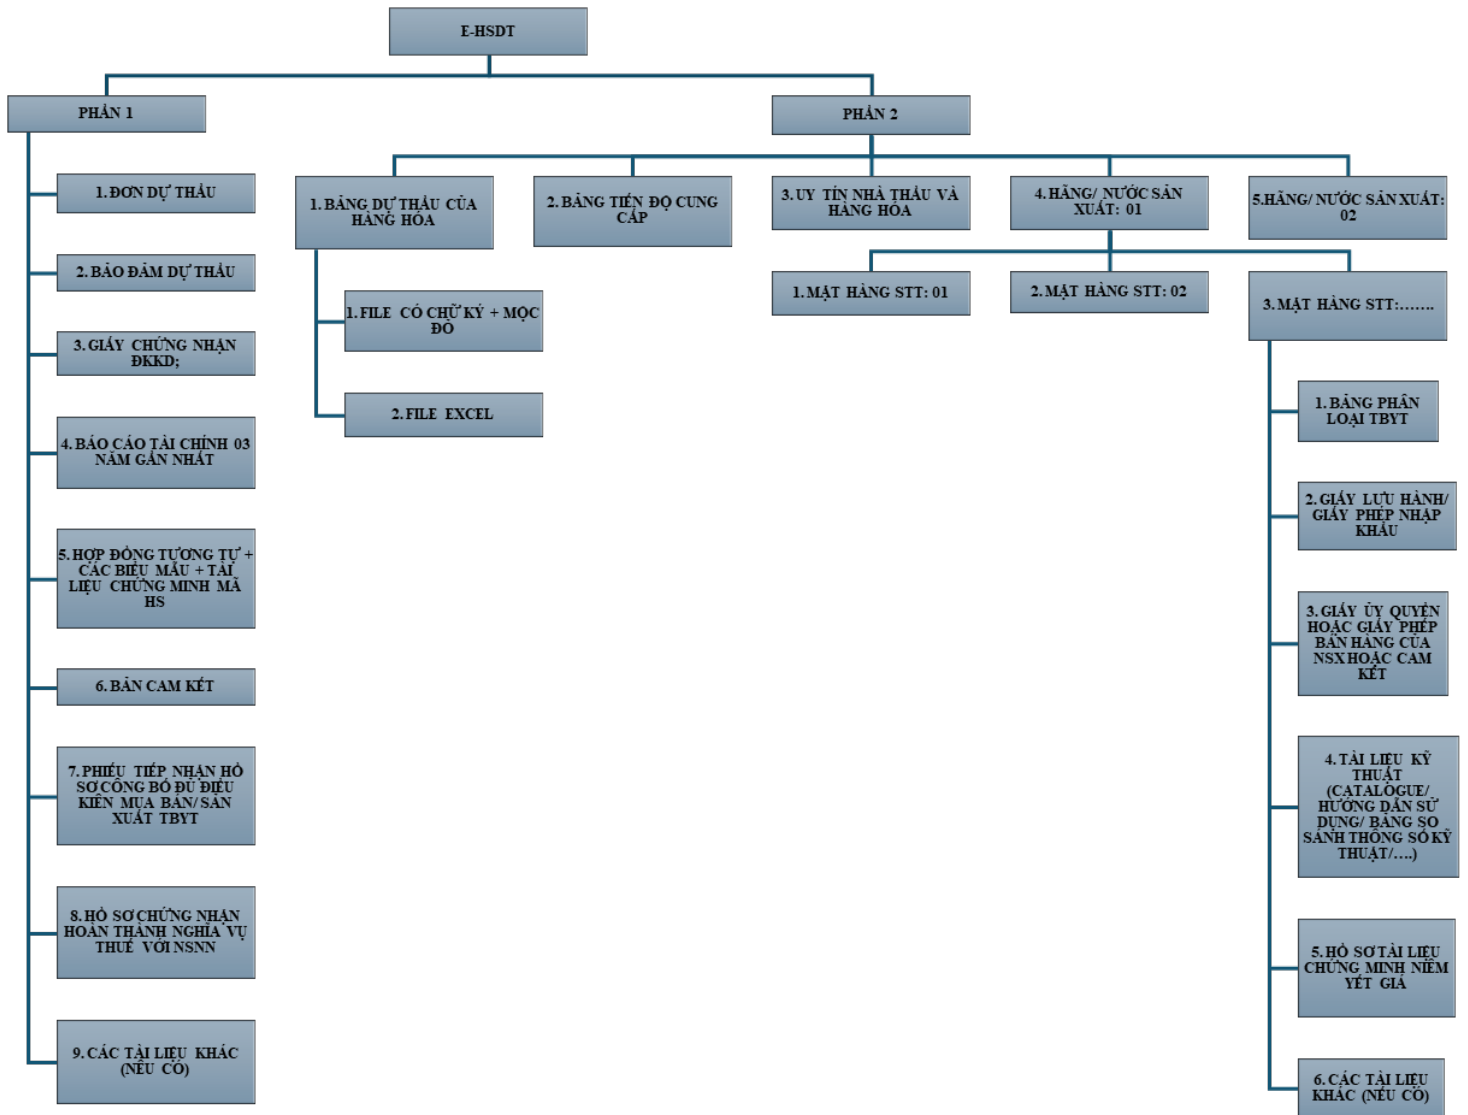 E-HSDT
PHẦN 1
1. ĐƠN DỰ THẦU
2. BẢO ĐẢM DỰ THẦU
3. GIẤY CHỨNG NHẬN
ĐKKD;
4. BÁO CÁO TÀI CHÍNH 03
NĂM GẦN NHẤT
5. HỢP ĐỒNG TƯƠNG TỰ +
CÁC BIỂU MẪU + TÀI
LIỆU CHỨNG MINH MÃ
HS
6. BẢN CAM KẾT
7. PHIẾU TIẾP NHẬN HỒ
SƠ CÔNG BỐ ĐỦ ĐIỀU
KIỆN MUA BÁN/ SẢN
XUẤT TBYT
8. HỒ SƠ CHỨNG NHẬN
HOÀN THÀNH NGHĨA VỤ
THUẾ VỚI NSNN
9. CÁC TÀI LIỆU KHÁC
(NẾU CÓ)
PHẦN 2
1. BẢNG DỰ THẦU CỦA
HÀNG HÓA
1. FILE CÓ CHỮ KÝ + MỘC
ĐỎ
2. FILE EXCEL
2. BẢNG TIẾN ĐỘ CUNG
CẤP
3. UY TÍN NHÀ THẦU VÀ
HÀNG HÓA
4. HÃNG/ NƯỚC SẢN
XUẤT: 01
1. MẶT HÀNG STT: 01
2. MẶT HÀNG STT: 02
3. MẶT HÀNG STT:…….
1. BẢNG PHÂN
LOẠI TBYT
2. GIẤY LƯU HÀNH/
GIẤY PHÉP NHẬP
KHẨU
3. GIẤY ỦY QUYỀN
HOẶC GIẤY PHÉP
BÁN HÀNG CỦA
NSX HOẶC CAM
KẾT
4. TÀI LIỆU KỸ
THUẬT
(CATALOGUE/
HƯỚNG DẪN SỬ
DỤNG/ BẢNG SO
SÁNH THÔNG SỐ KỸ
THUẬT/….)
5. HỒ SƠ TÀI LIỆU
CHỨNG MINH NIÊM
YẾT GIÁ
6. CÁC TÀI LIỆU
KHÁC (NẾU CÓ)
5.HÃNG/ NƯỚC SẢN XUẤT:
02